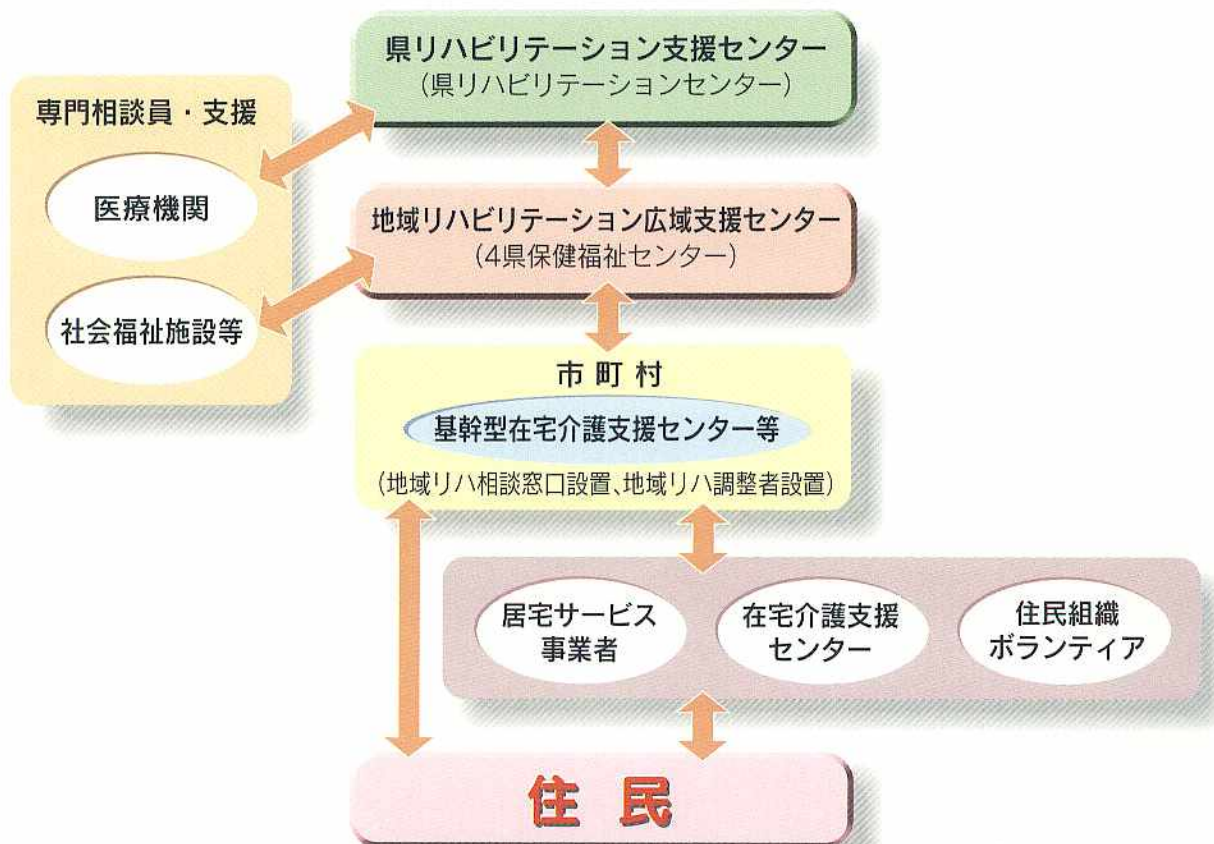 県リハビリテーション支援センター
(県リハビリテーションセンター)
専門相談員・支援
医療機関
社会福祉施設等
地域リハビリテーション広域支援センター
(4県保健福祉センター)
市町村
基幹型在宅介護支援センター等
(地域リハ相談窓口設置、地域リハ調整者設置)
居宅サービス
事業者
在宅介護支援
センター
住民組織
ボランティア
住民